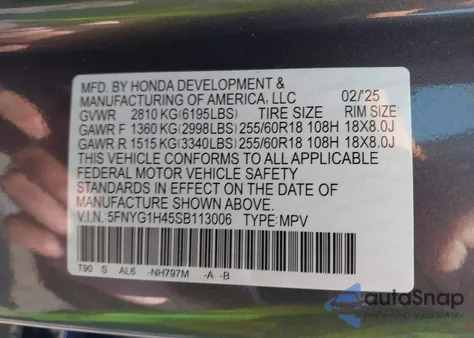 MFD. BY HONDA DEVELOPMENT &
MANUFACTURING OF AMERICA, LLC 02/'25
GVWR 2810 KG(6195LBS) TIRE SIZE RIM SIZE
GAWR F 1360 KG(2998LBS) 255/60R18 108H 18X8.0J
GAWR R 1515 KG(3340LBS) 255/60R18 108H 18X8.0J
THIS VEHICLE CONFORMS TO ALL APPLICABLE
FEDERAL MOTOR VEHICLE SAFETY
STANDARDS IN EFFECT ON THE DATE OF
MANUFACTURE SHOWN ABOVE.
V.I.N.: 5FNYG1H45SB113006 TYPE: MPV
T90 S AL6 -NH797M -A -B
autoSnap